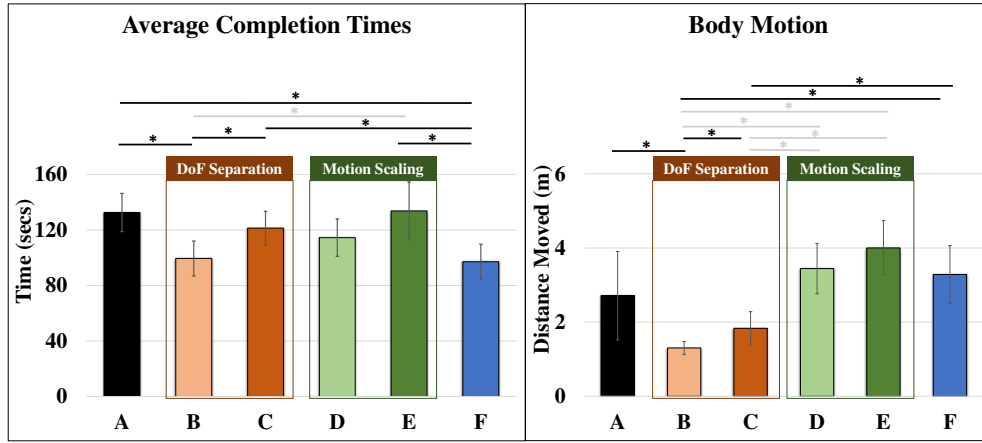 Average Completion Times
*
*
* * *
* *
DoF Separation Motion Scaling
160
120
80
40
0
Time (secs)
A B C D E F
Body Motion
*
*
*
*
* * *
* *
DoF Separation Motion Scaling
6
4
2
0
Distance Moved (m)
A B C D E F